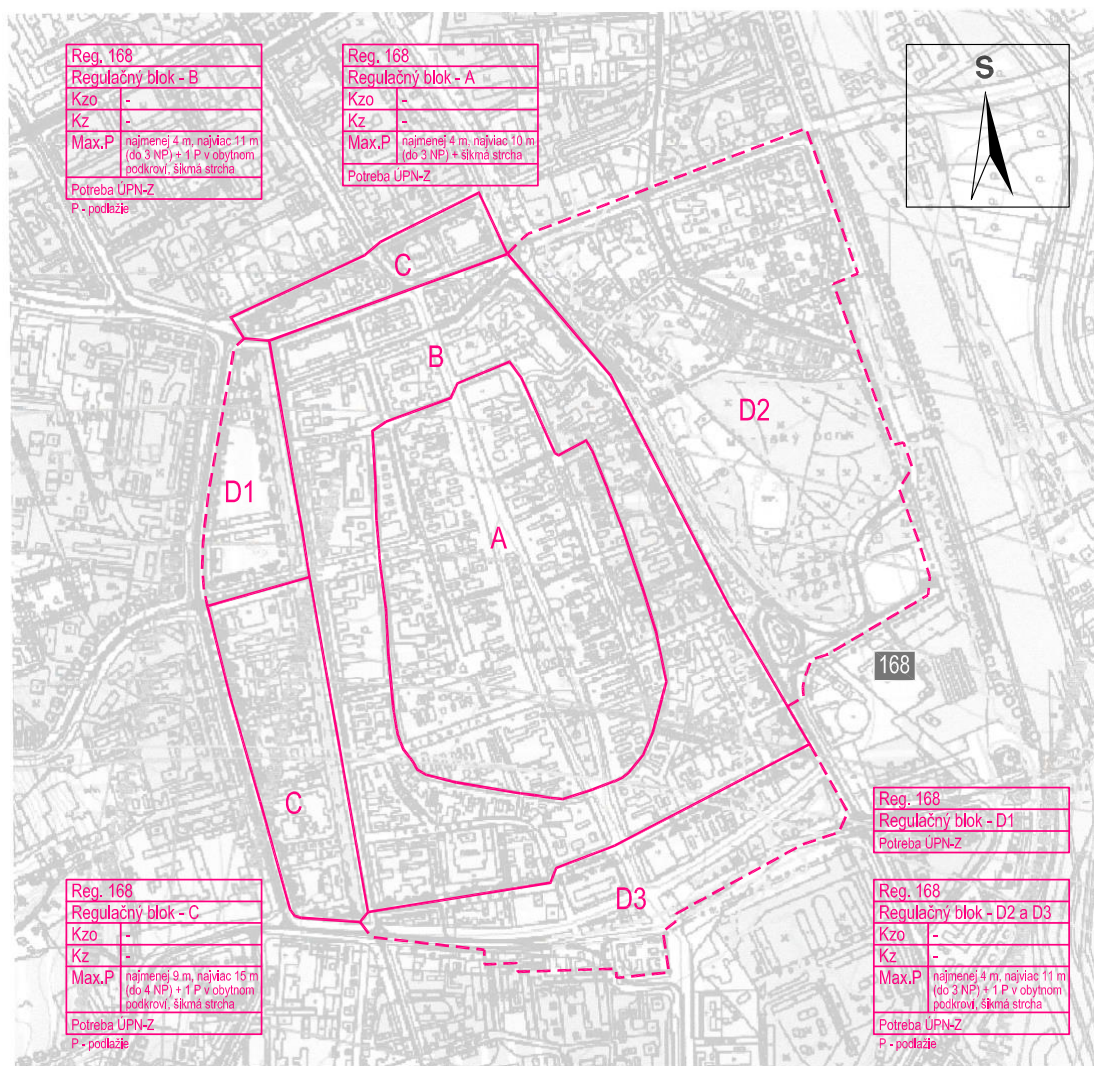 Reg. 168
Regulačný blok - B
Kzo -
Kz -
Max.P najmenej 4 m, najviac 11 m
(do 3 NP) + 1 P v obytnom
podkroví, šikmá strcha
Potreba ÚPN-Z
P - podlažie
Reg. 168
Regulačný blok - A
Kzo -
Kz -
Max.P najmenej 4 m, najviac 10 m
(do 3 NP) + šikmá strcha
Potreba ÚPN-Z
S
C
B
D2
D1
A
168
C
D3
Reg. 168
Regulačný blok - D1
Potreba ÚPN-Z
Reg. 168
Regulačný blok - C
Kzo -
Kz -
Max.P najmenej 9 m, najviac 15 m
(do 4 NP) + 1 P v obytnom
podkroví, šikmá strcha
Potreba ÚPN-Z
P - podlažie
Reg. 168
Regulačný blok - D2 a D3
Kzo -
Kz -
Max.P najmenej 4 m, najviac 11 m
(do 3 NP) + 1 P v obytnom
podkroví, šikmá strcha
Potreba ÚPN-Z
P - podlažie